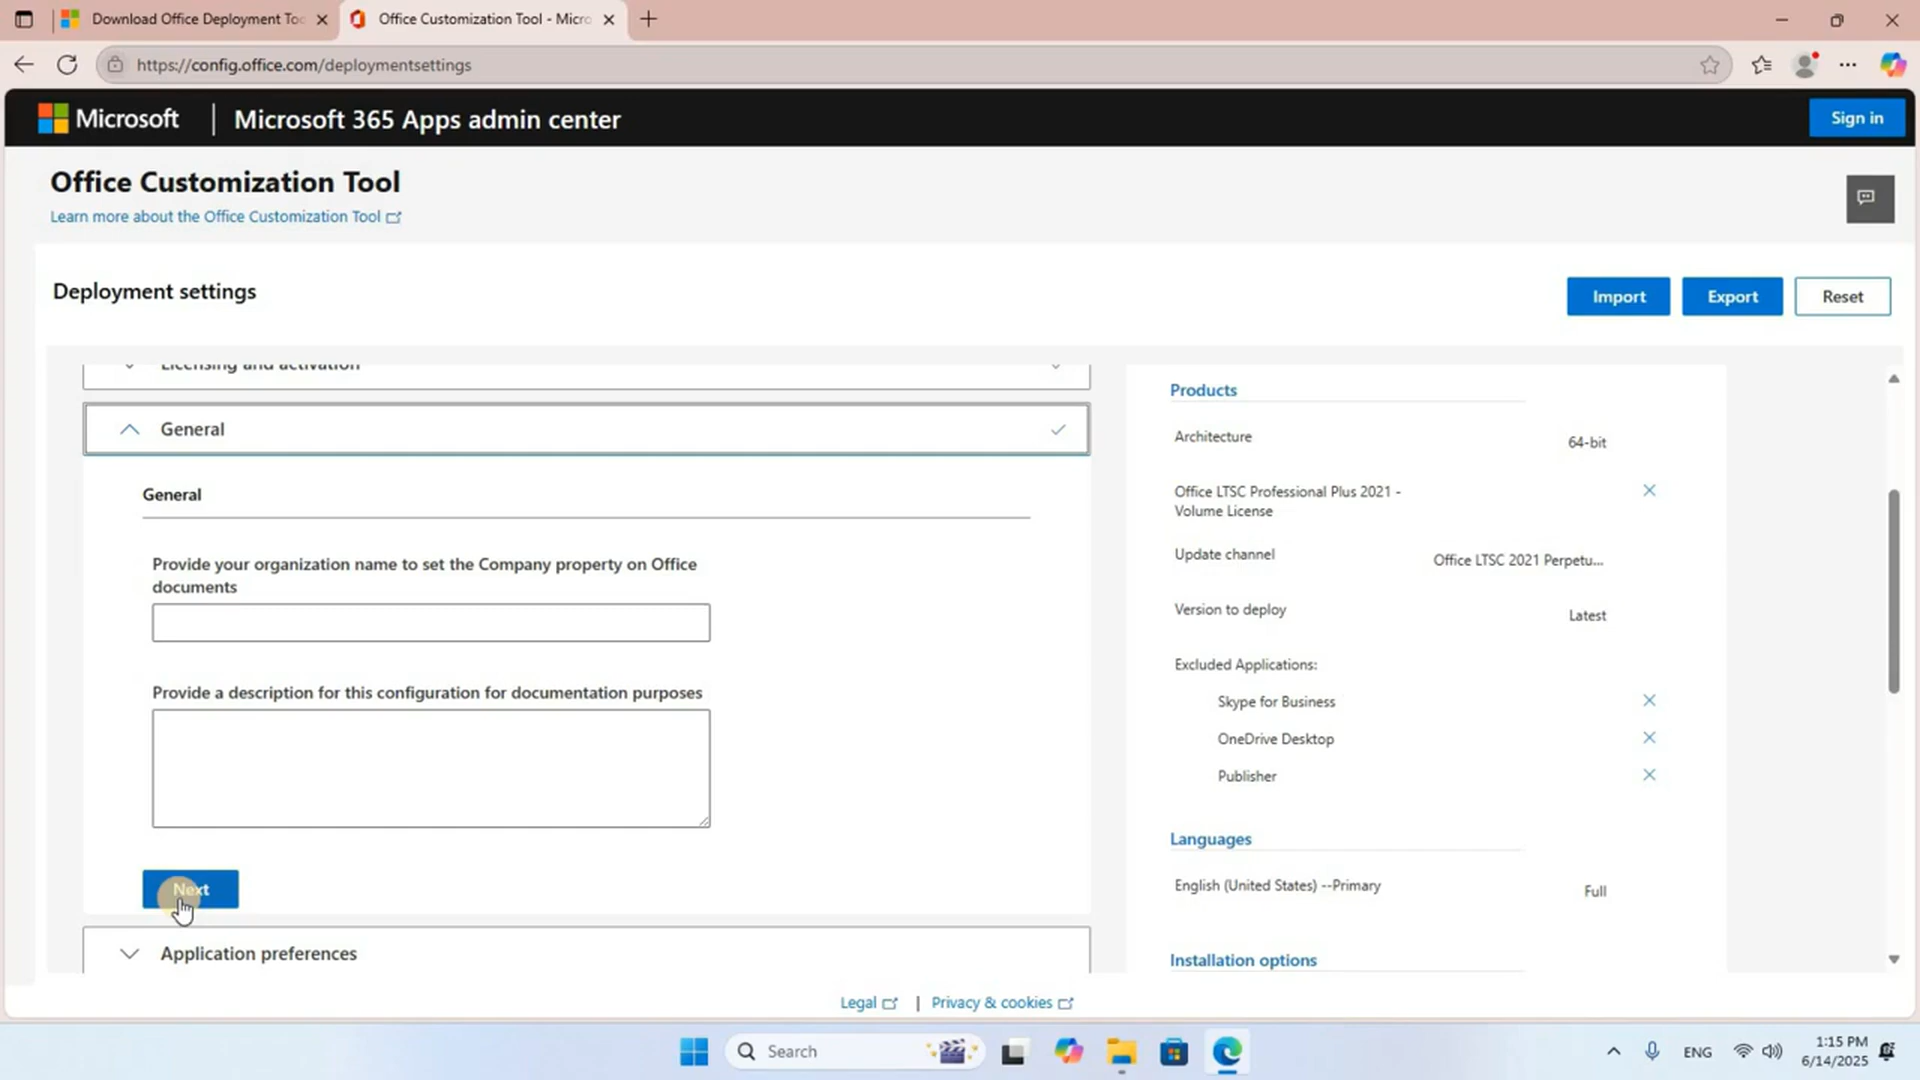 Download Office Deployment Too
Office Customization Tool - Micro
https://config.office.com/deploymentsettings
Microsoft
Microsoft 365 Apps admin center
Sign in
Office Customization Tool
Learn more about the Office Customization Tool
Deployment settings
Import
Export
Reset
Licensing and activation
General
General
Provide your organization name to set the Company property on Office
documents
Provide a description for this configuration for documentation purposes
Next
Application preferences
Products
Architecture
64-bit
Office LTSC Professional Plus 2021 -
Volume License
Update channel
Office LTSC 2021 Perpetu...
Version to deploy
Latest
Excluded Applications:
Skype for Business
OneDrive Desktop
Publisher
Languages
English (United States) --Primary
Full
Installation options
Legal
|
Privacy & cookies
Search
ENG
1:15 PM
6/14/2025